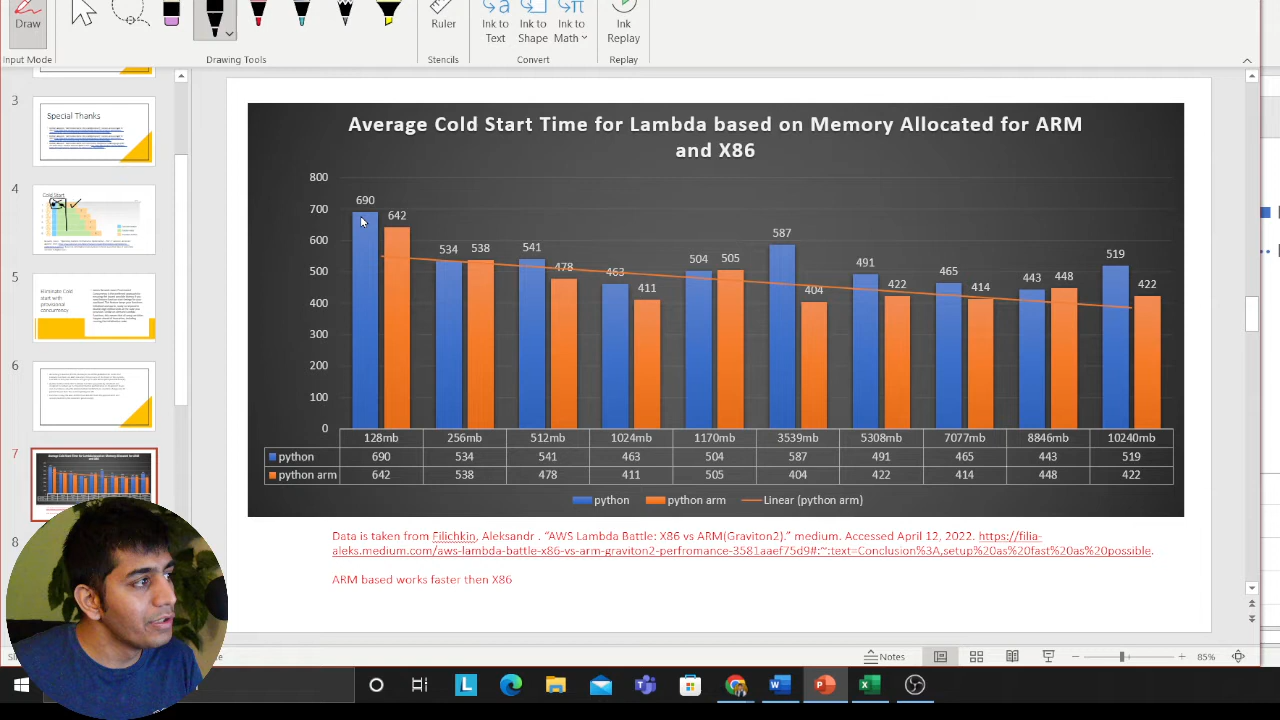 Draw
Input Mode
Drawing Tools
Ruler
Stencils
Ink to Text
Ink to Shape
Ink to Math
Convert
Ink Replay
Replay
3
Special Thanks
4
Cold Start
5
Eliminate Cold start with provisional concurrency
6
7
8
Average Cold Start Time for Lambda based on Memory Allocated for ARM
and X86
800
700
600
500
400
300
200
100
0
690 642 534 538 541 478 463 411 504 505 587 404 491 422 465 414 443 448 519 422
128mb 256mb 512mb 1024mb 1170mb 3539mb 5308mb 7077mb 8846mb 10240mb
python 690 534 541 463 504 587 491 465 443 519
python arm 642 538 478 411 505 404 422 414 448 422
python python arm Linear (python arm)
Data is taken from Filichkin, Aleksandr . “AWS Lambda Battle: X86 vs ARM(Graviton2).” medium. Accessed April 12, 2022. https://filia-
aleks.medium.com/aws-lambda-battle-x86-vs-arm-graviton2-perfromance-3581aaef75d9#:~:text=Conclusion%3A,setup%20as%20fast%20as%20possible.
ARM based works faster then X86
Notes
85%